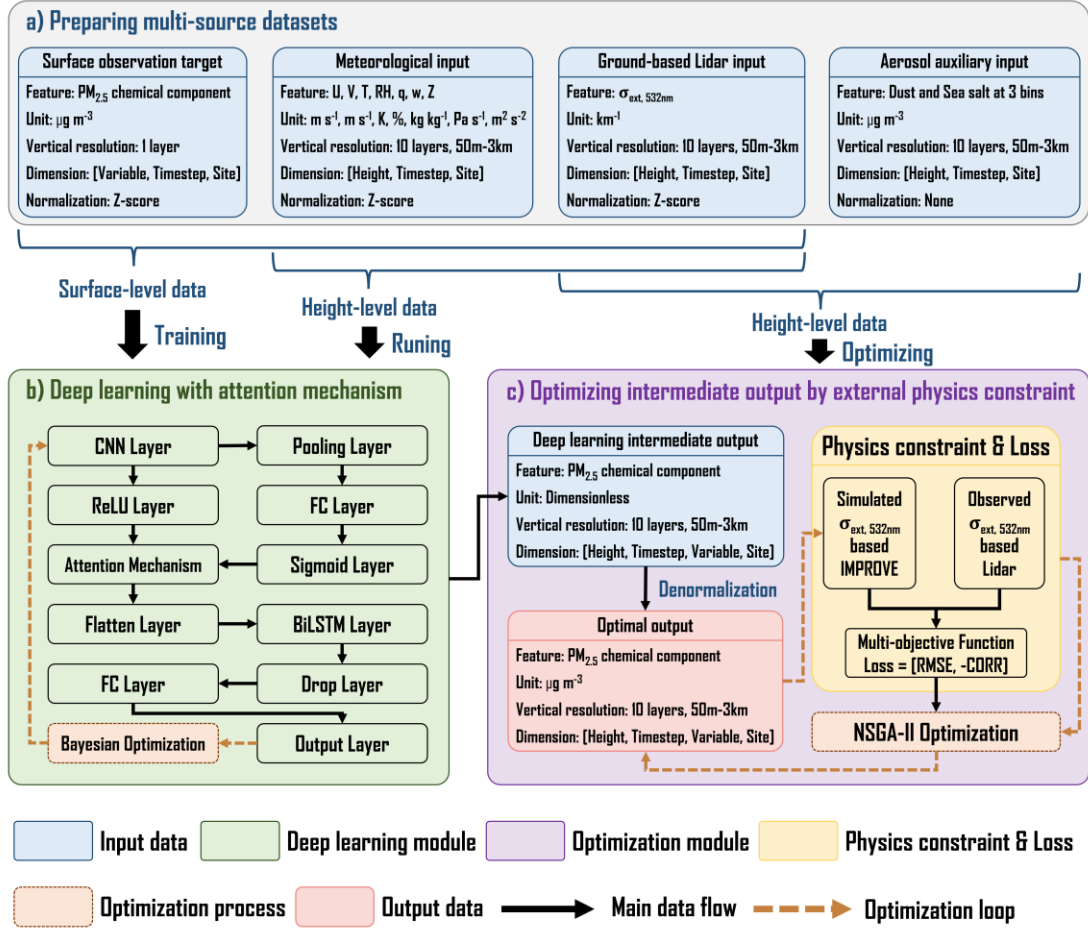 a) Preparing multi-source datasets
Surface observation target
Feature: PM₂.₅ chemical component
Unit: μg m⁻³
Vertical resolution: 1 layer
Dimension: [Variable, Timestep, Site]
Normalization: Z-score
Meteorological input
Feature: U, V, T, RH, q, w, Z
Unit: m s⁻¹, m s⁻¹, K, %, kg kg⁻¹, Pa s⁻¹, m² s⁻²
Vertical resolution: 10 layers, 50m-3km
Dimension: [Height, Timestep, Site]
Normalization: Z-score
Ground-based Lidar input
Feature: σext, 532nm
Unit: km⁻¹
Vertical resolution: 10 layers, 50m-3km
Dimension: [Height, Timestep, Site]
Normalization: Z-score
Aerosol auxiliary input
Feature: Dust and Sea salt at 3 bins
Unit: μg m⁻³
Vertical resolution: 10 layers, 50m-3km
Dimension: [Height, Timestep, Site]
Normalization: None
Surface-level data
Training
Height-level data
Runing
Height-level data
Optimizing
b) Deep learning with attention mechanism
CNN Layer
Pooling Layer
ReLU Layer
FC Layer
Attention Mechanism
Sigmoid Layer
Flatten Layer
BiLSTM Layer
FC Layer
Drop Layer
Bayesian Optimization
Output Layer
c) Optimizing intermediate output by external physics constraint
Deep learning intermediate output
Feature: PM₂.₅ chemical component
Unit: Dimensionless
Vertical resolution: 10 layers, 50m-3km
Dimension: [Height, Timestep, Variable, Site]
Denormalization
Optimal output
Feature: PM₂.₅ chemical component
Unit: μg m⁻³
Vertical resolution: 10 layers, 50m-3km
Dimension: [Height, Timestep, Variable, Site]
Physics constraint & Loss
Simulated
σext, 532nm
based
IMPROVE
Observed
σext, 532nm
based
Lidar
Multi-objective Function
Loss = [RMSE, -CORR]
NSGA-II Optimization
Input data
Deep learning module
Optimization module
Physics constraint & Loss
Optimization process
Output data
Main data flow
Optimization loop